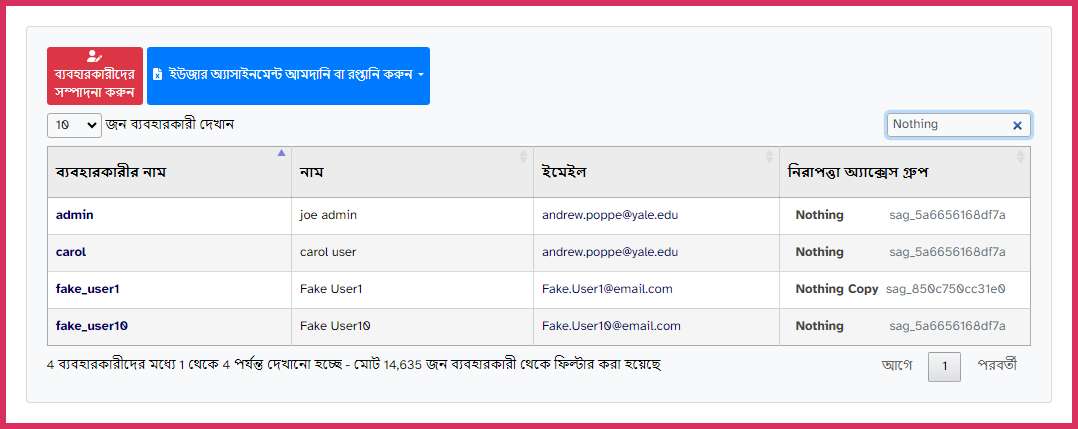 ব্যবহারকারীদের
সম্পাদনা করুন
ইউজার অ্যাসাইনমেন্ট আমদানি বা রপ্তানি করুন
10 জন ব্যবহারকারী দেখান
Nothing
ব্যবহারকারীর নাম নাম ইমেইল নিরাপত্তা অ্যাক্সেস গ্রুপ
admin joe admin andrew.poppe@yale.edu Nothing sag_5a6656168df7a
carol carol user andrew.poppe@yale.edu Nothing sag_5a6656168df7a
fake_user1 Fake User1 Fake.User1@email.com Nothing Copy sag_850c750cc31e0
fake_user10 Fake User10 Fake.User10@email.com Nothing sag_5a6656168df7a
4 ব্যবহারকারীদের মধ্যে 1 থেকে 4 পর্যন্ত দেখানো হচ্ছে - মোট 14,635 জন ব্যবহারকারী থেকে ফিল্টার করা হয়েছে
আগে 1 পরবর্তী